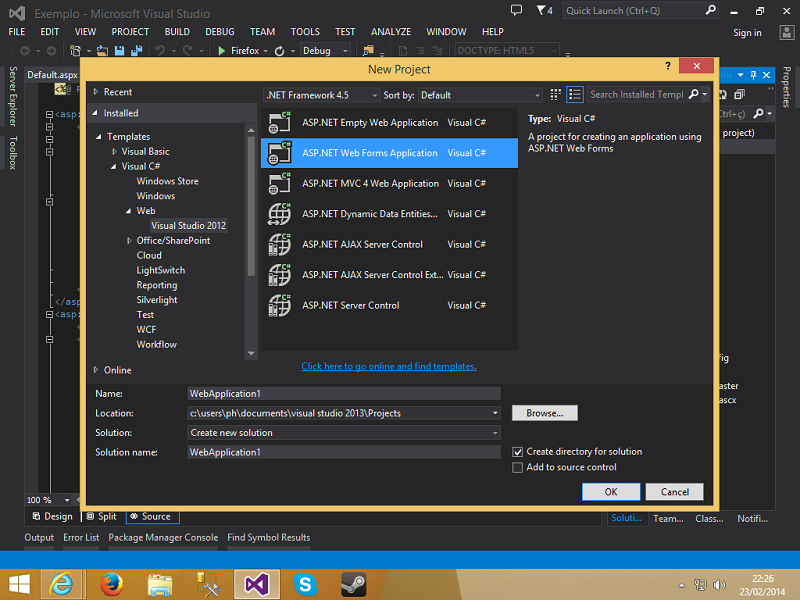 Exemplo - Microsoft Visual Studio
4
Quick Launch (Ctrl+Q)
FILE EDIT VIEW PROJECT BUILD DEBUG TEAM TOOLS TEST ANALYZE WINDOW HELP
Sign in
Firefox Debug DOCTYPE: HTML5
Server Explorer
Toolbox
Default.aspx
Properties
New Project
?
Recent
Installed
Templates
Visual Basic
Visual C#
Windows Store
Windows
Web
Visual Studio 2012
Office/SharePoint
Cloud
LightSwitch
Reporting
Silverlight
Test
WCF
Workflow
Online
.NET Framework 4.5 Sort by: Default
Search Installed Templ
ASP.NET Empty Web Application Visual C#
ASP.NET Web Forms Application Visual C#
ASP.NET MVC 4 Web Application Visual C#
ASP.NET Dynamic Data Entities... Visual C#
ASP.NET AJAX Server Control Visual C#
ASP.NET AJAX Server Control Ext... Visual C#
ASP.NET Server Control Visual C#
Click here to go online and find templates.
Type: Visual C#
A project for creating an application using
ASP.NET Web Forms
Name: WebApplication1
Location: c:\users\ph\documents\visual studio 2013\Projects
Browse...
Solution: Create new solution
Solution name: WebApplication1
Create directory for solution
Add to source control
OK Cancel
<%@
<asp:
</asp
<asp:
Ctrl+ç)
project)
fig
aster
ascx
100 %
Design Split Source
Soluti... Team... Class... Notifi...
Output Error List Package Manager Console Find Symbol Results
22:26
23/02/2014